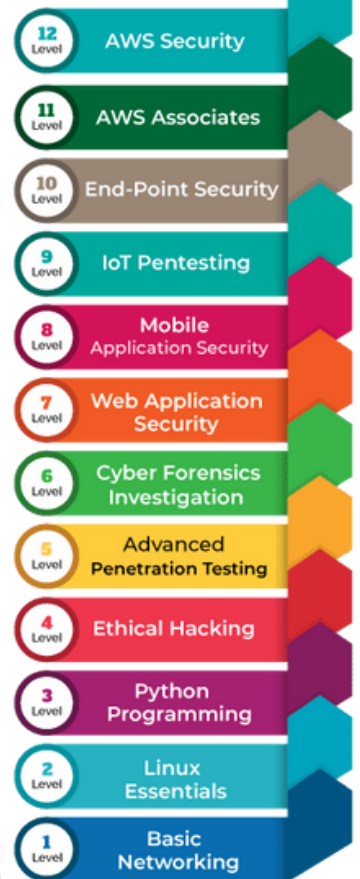 12
Level
AWS Security
11
Level
AWS Associates
10
Level
End-Point Security
9
Level
IoT Pentesting
8
Level
Mobile
Application Security
7
Level
Web Application
Security
6
Level
Cyber Forensics
Investigation
5
Level
Advanced
Penetration Testing
4
Level
Ethical Hacking
3
Level
Python
Programming
2
Level
Linux
Essentials
1
Level
Basic
Networking